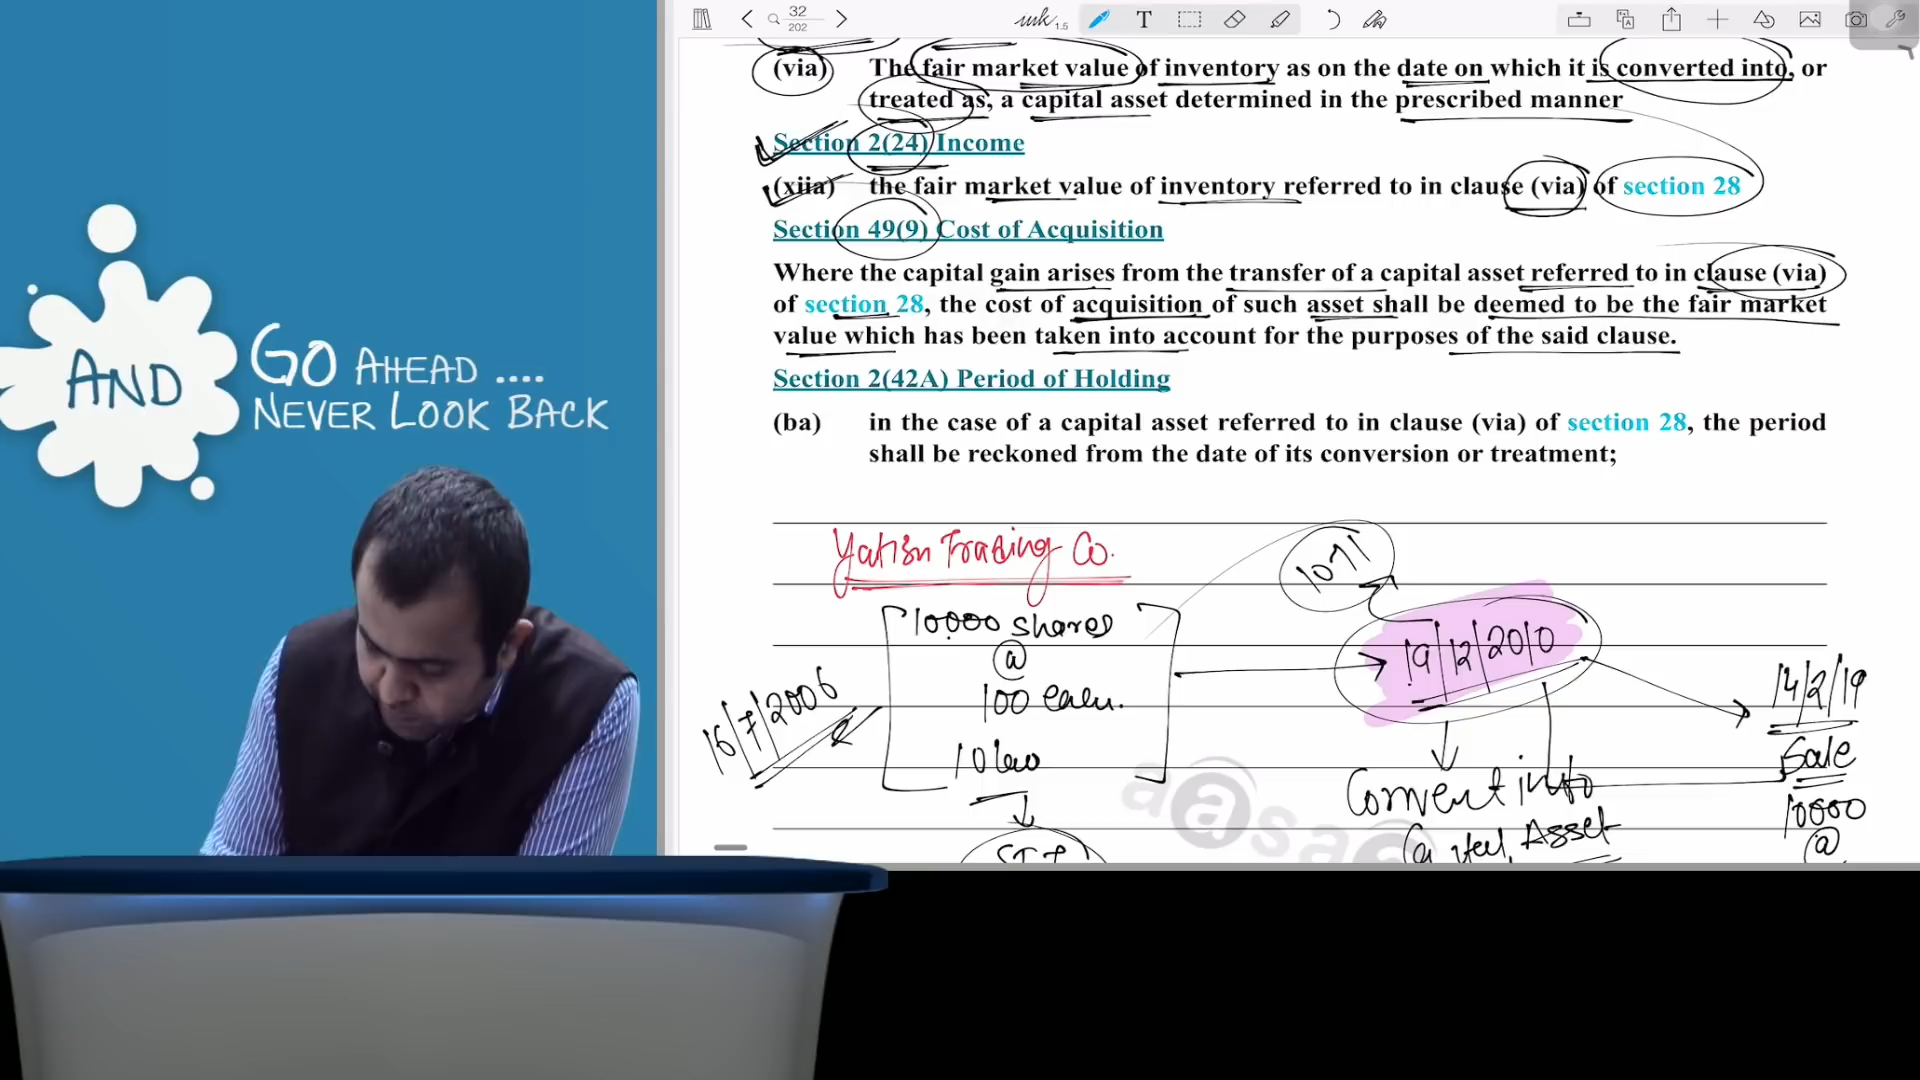 AND
GO AHEAD ....
NEVER LOOK BACK
32
202
ink 1.5
T
(via) The fair market value of inventory as on the date on which it is converted into, or
treated as, a capital asset determined in the prescribed manner
Section 2(24) Income
(xiia) the fair market value of inventory referred to in clause (via) of section 28
Section 49(9) Cost of Acquisition
Where the capital gain arises from the transfer of a capital asset referred to in clause (via)
of section 28, the cost of acquisition of such asset shall be deemed to be the fair market
value which has been taken into account for the purposes of the said clause.
Section 2(42A) Period of Holding
(ba) in the case of a capital asset referred to in clause (via) of section 28, the period
shall be reckoned from the date of its conversion or treatment;
Trading Co.
10000 shares
@
100 each.
16/7/2006
19/12/2010
14/2/19
Sale
10000
@
Convert into
Asset